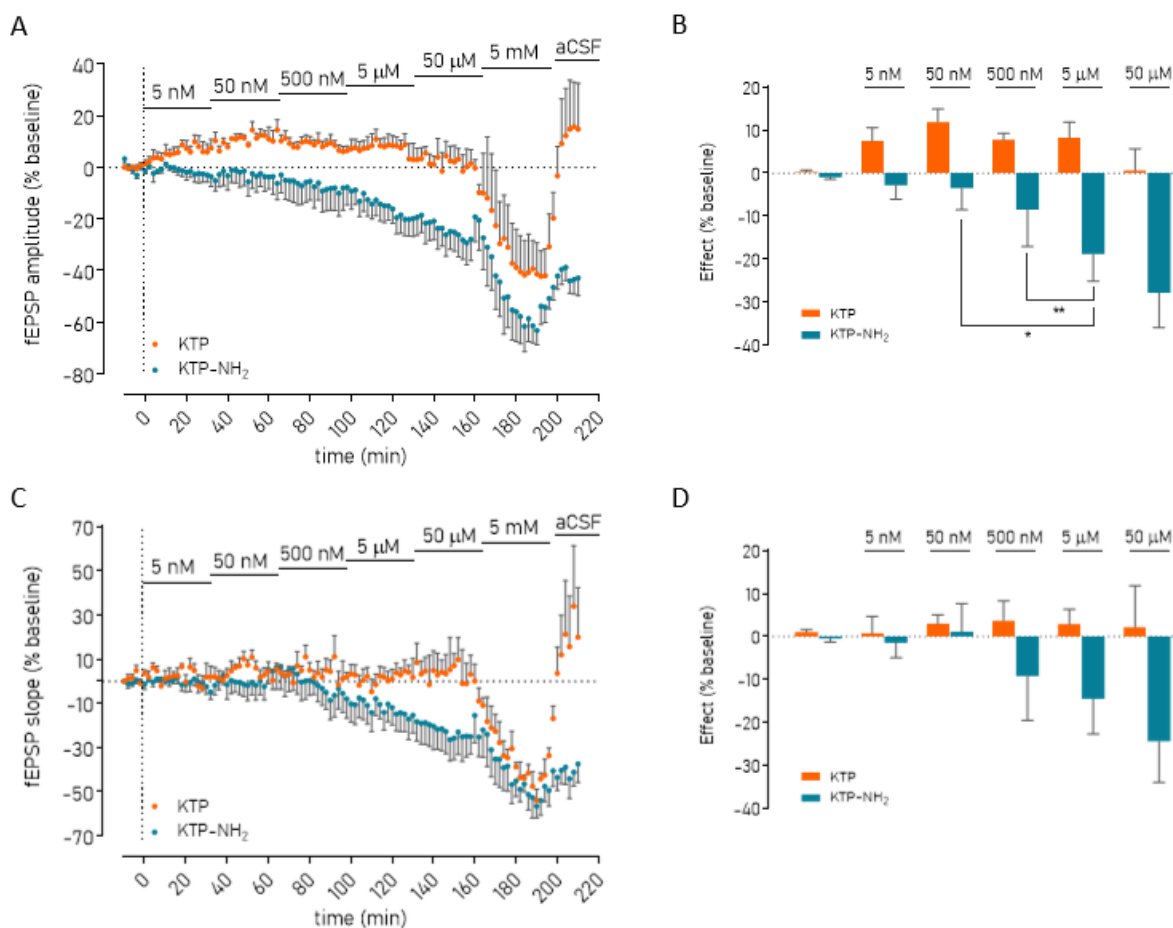 A
5 nM 50 nM 500 nM 5 µM 50 µM 5 mM aCSF
fEPSP amplitude (% baseline)
40
20
0
-20
-40
-60
-80
KTP
KTP-NH₂
0 20 40 60 80 100 120 140 160 180 200 220
time (min)
B
5 nM 50 nM 500 nM 5 µM 50 µM
Effect (% baseline)
20
10
0
-10
-20
-30
-40
**
*
KTP
KTP-NH₂
C
5 nM 50 nM 500 nM 5 µM 50 µM 5 mM aCSF
fEPSP slope (% baseline)
70
50
30
10
-10
-30
-50
-70
KTP
KTP-NH₂
0 20 40 60 80 100 120 140 160 180 200 220
time (min)
D
5 nM 50 nM 500 nM 5 µM 50 µM
Effect (% baseline)
20
10
0
-10
-20
-30
-40
KTP
KTP-NH₂